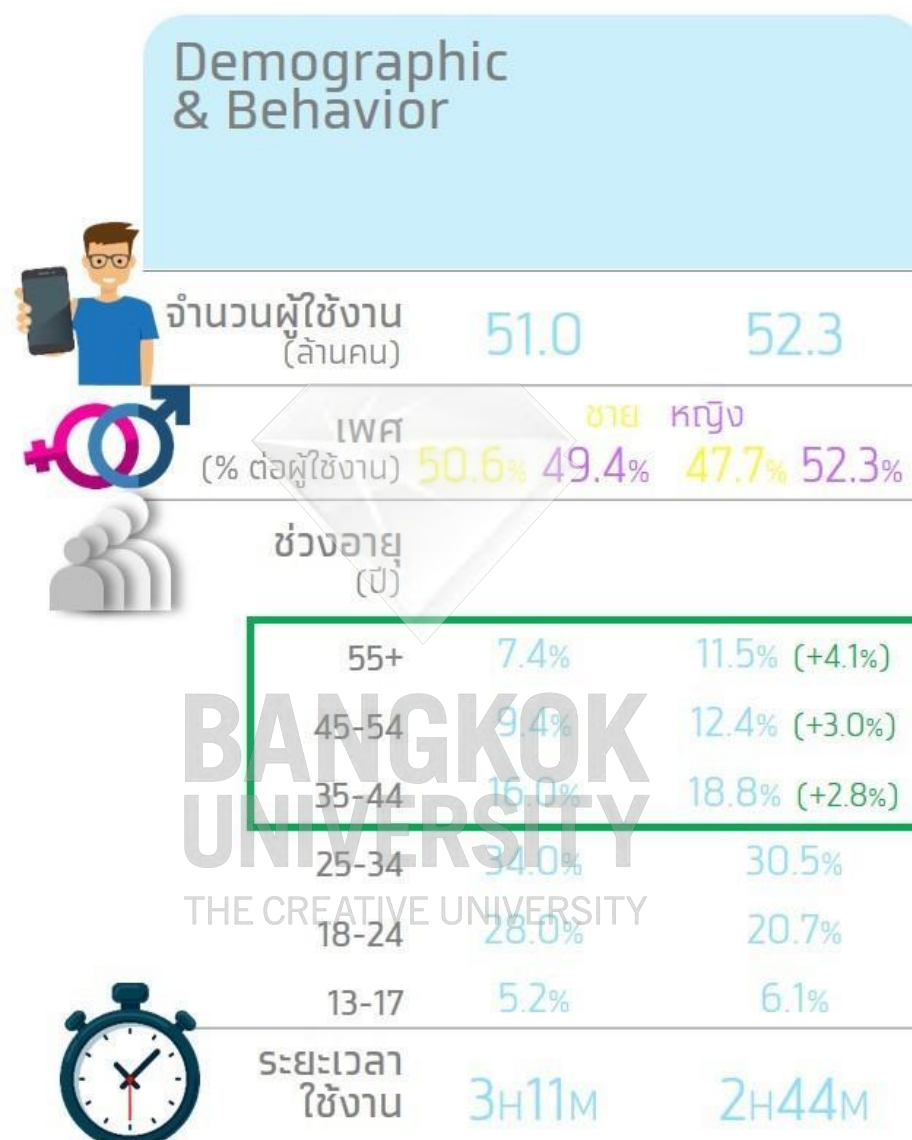 Demographic
& Behavior
จำนวนผู้ใช้งาน
(ล้านคน)
51.0 52.3
ชาย หญิง
เพศ
(% ต่อผู้ใช้งาน) 50.6% 49.4% 47.7% 52.3%
ช่วงอายุ
(ปี)
55+ 7.4% 11.5% (+4.1%)
45-54 9.4% 12.4% (+3.0%)
35-44 16.0% 18.8% (+2.8%)
25-34 34.0% 30.5%
18-24 28.0% 20.7%
13-17 5.2% 6.1%
ระยะเวลา
ใช้งาน 3H11M 2H44M
BANGKOK
UNIVERSITY
THE CREATIVE UNIVERSITY